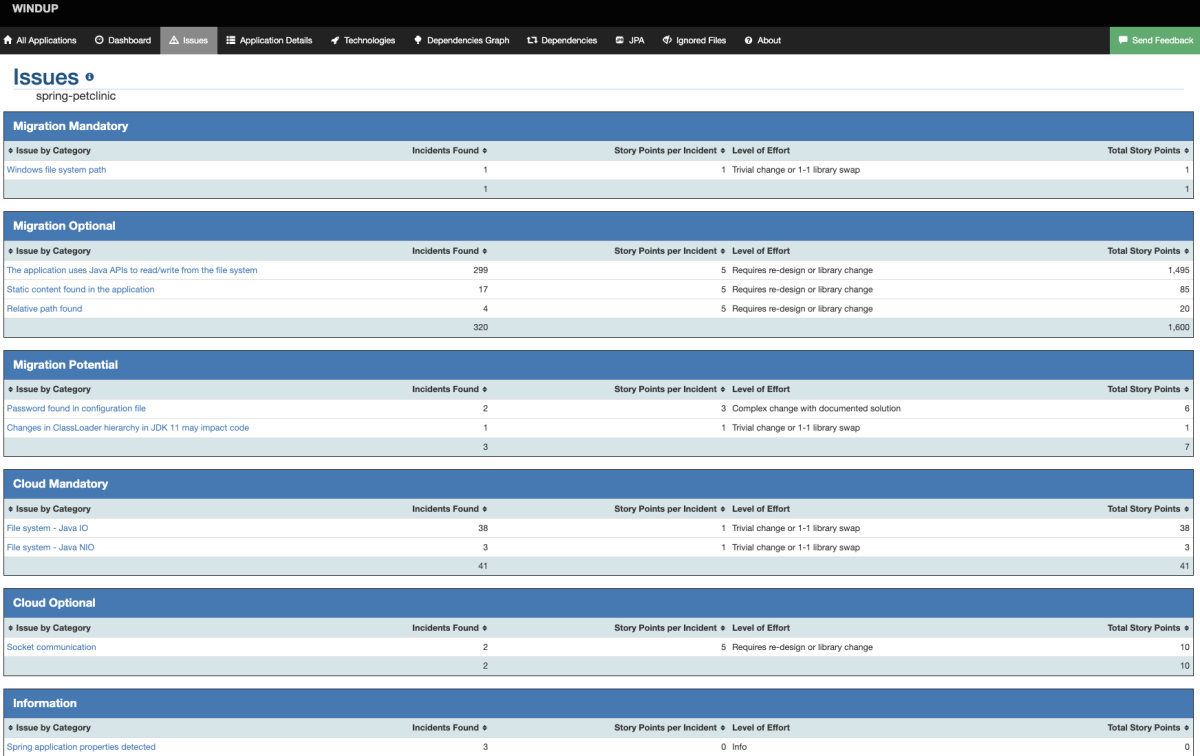 WINDUP
All Applications Dashboard Issues Application Details Technologies Dependencies Graph Dependencies JPA Ignored Files About Send Feedback
Issues
spring-petclinic
Migration Mandatory
Issue by Category Incidents Found Story Points per Incident Level of Effort Total Story Points
Windows file system path 1 1 Trivial change or 1-1 library swap 1
1 1
Migration Optional
Issue by Category Incidents Found Story Points per Incident Level of Effort Total Story Points
The application uses Java APIs to read/write from the file system 299 5 Requires re-design or library change 1,495
Static content found in the application 17 5 Requires re-design or library change 85
Relative path found 4 5 Requires re-design or library change 20
320 1,600
Migration Potential
Issue by Category Incidents Found Story Points per Incident Level of Effort Total Story Points
Password found in configuration file 2 3 Complex change with documented solution 6
Changes in ClassLoader hierarchy in JDK 11 may impact code 1 1 Trivial change or 1-1 library swap 1
3 7
Cloud Mandatory
Issue by Category Incidents Found Story Points per Incident Level of Effort Total Story Points
File system - Java IO 38 1 Trivial change or 1-1 library swap 38
File system - Java NIO 3 1 Trivial change or 1-1 library swap 3
41 41
Cloud Optional
Issue by Category Incidents Found Story Points per Incident Level of Effort Total Story Points
Socket communication 2 5 Requires re-design or library change 10
2 10
Information
Issue by Category Incidents Found Story Points per Incident Level of Effort Total Story Points
Spring application properties detected 3 0 Info 0